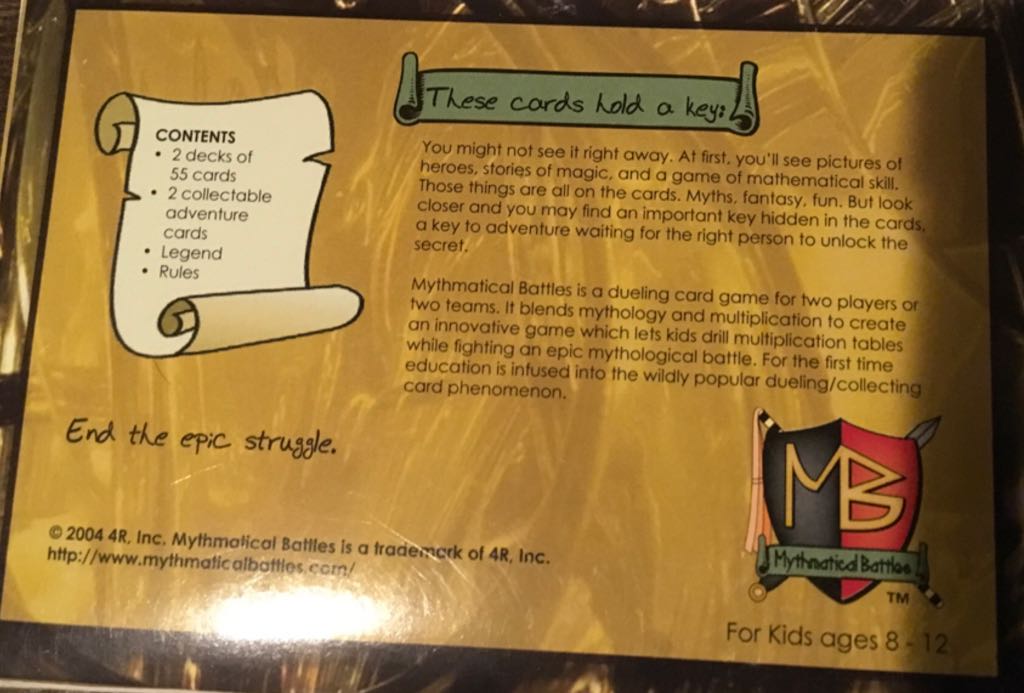 CONTENTS
• 2 decks of
55 cards
• 2 collectable
adventure
cards
• Legend
• Rules
These cards hold a key:
You might not see it right away. At first, you'll see pictures of
heroes, stories of magic, and a game of mathematical skill.
Those things are all on the cards. Myths, fantasy, fun. But look
closer and you may find an important key hidden in the cards,
a key to adventure waiting for the right person to unlock the
secret.
Mythmatical Battles is a dueling card game for two players or
two teams. It blends mythology and multiplication to create
an innovative game which lets kids drill multiplication tables
while fighting an epic mythological battle. For the first time
education is infused into the wildly popular dueling/collecting
card phenomenon.
End the epic struggle.
© 2004 4R, Inc. Mythmatical Battles is a trademark of 4R, Inc.
http://www.mythmaticalbattles.com/
MB
Mythmatical Battles
TM
For Kids ages 8 - 12